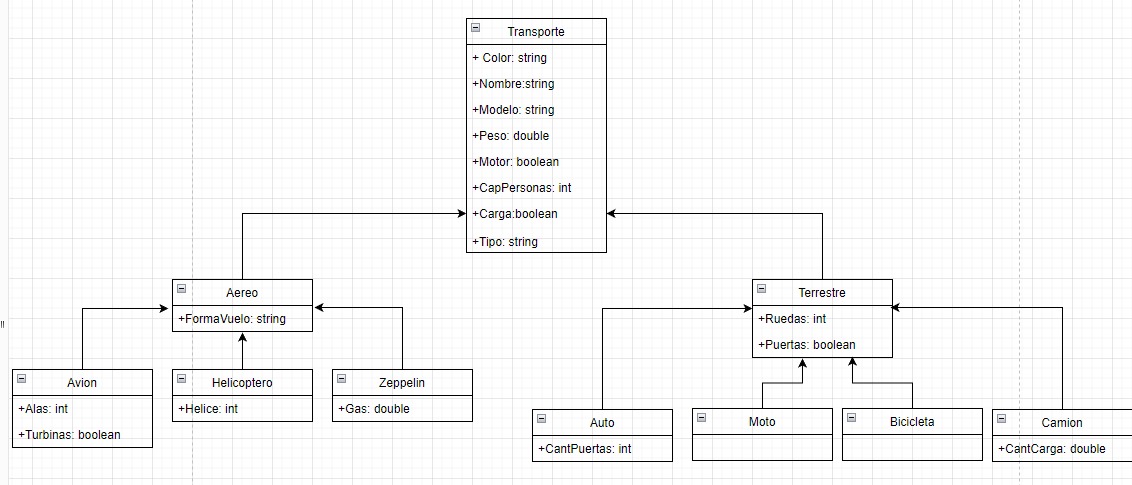 Transporte
+ Color: string
+Nombre:string
+Modelo: string
+Peso: double
+Motor: boolean
+CapPersonas: int
+Carga:boolean
+Tipo: string
Aereo
+FormaVuelo: string
Terrestre
+Ruedas: int
+Puertas: boolean
Avion
+Alas: int
+Turbinas: boolean
Helicoptero
+Helice: int
Zeppelin
+Gas: double
Auto
+CantPuertas: int
Moto
Bicicleta
Camion
+CantCarga: double